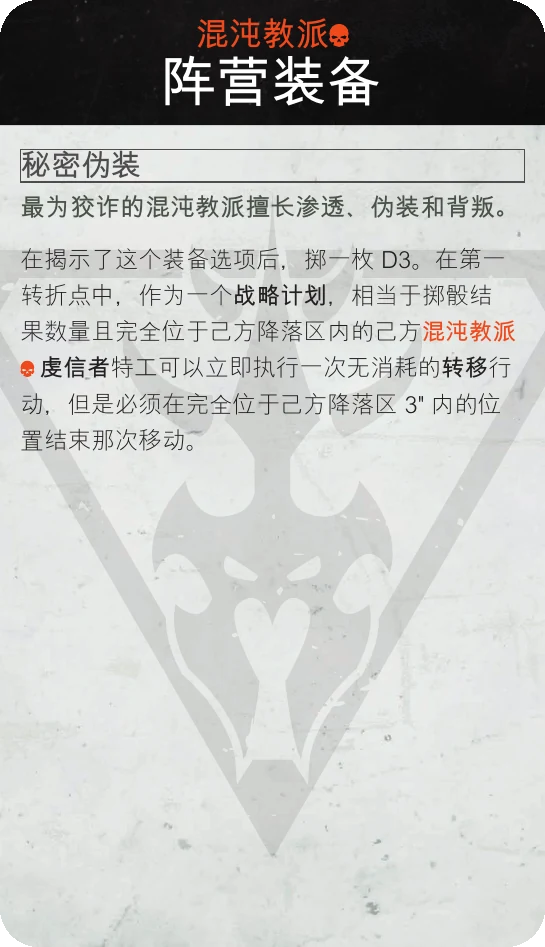 混沌教派
阵营装备
秘密伪装
最为狡诈的混沌教派擅长渗透、伪装和背叛。
在揭示了这个装备选项后，掷一枚 D3。在第一
转折点中，作为一个战略计划，相当于掷骰结
果数量且完全位于己方降落区内的己方混沌教派
虔信者特工可以立即执行一次无消耗的转移行
动，但是必须在完全位于己方降落区 3" 内的位
置结束那次移动。